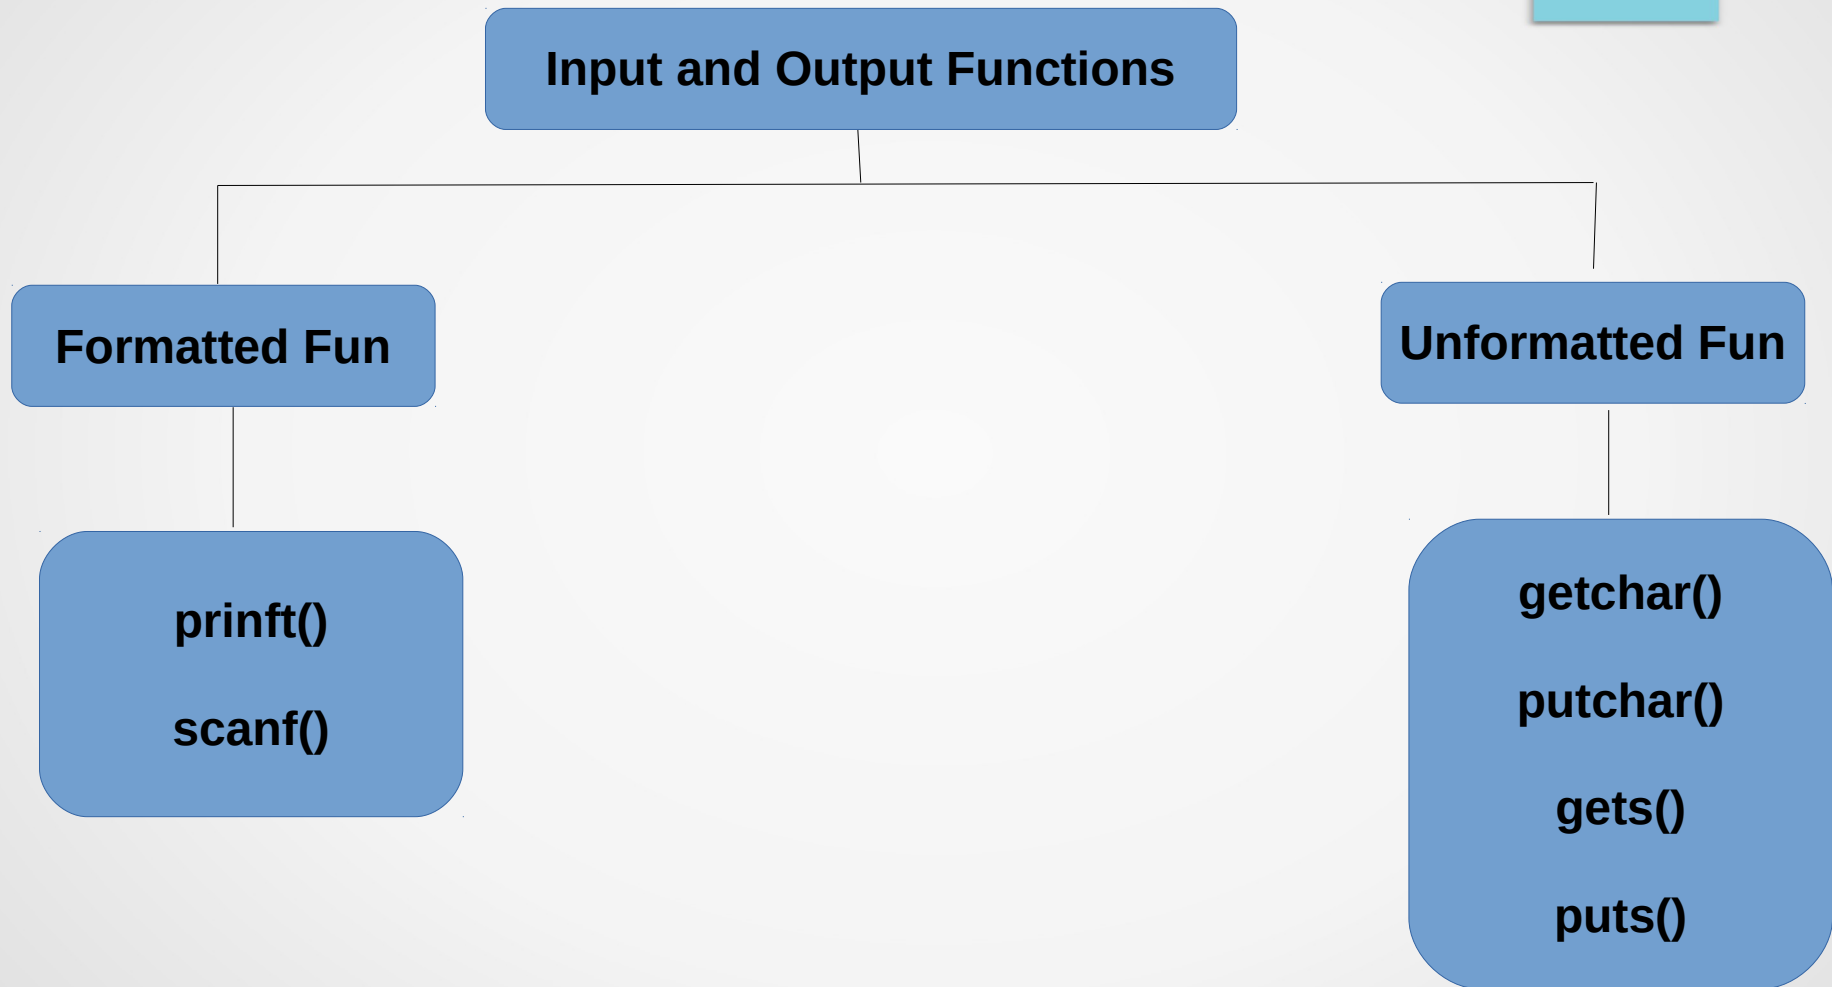 Input and Output Functions
Formatted Fun
Unformatted Fun
prinft()
scanf()
getchar()
putchar()
gets()
puts()